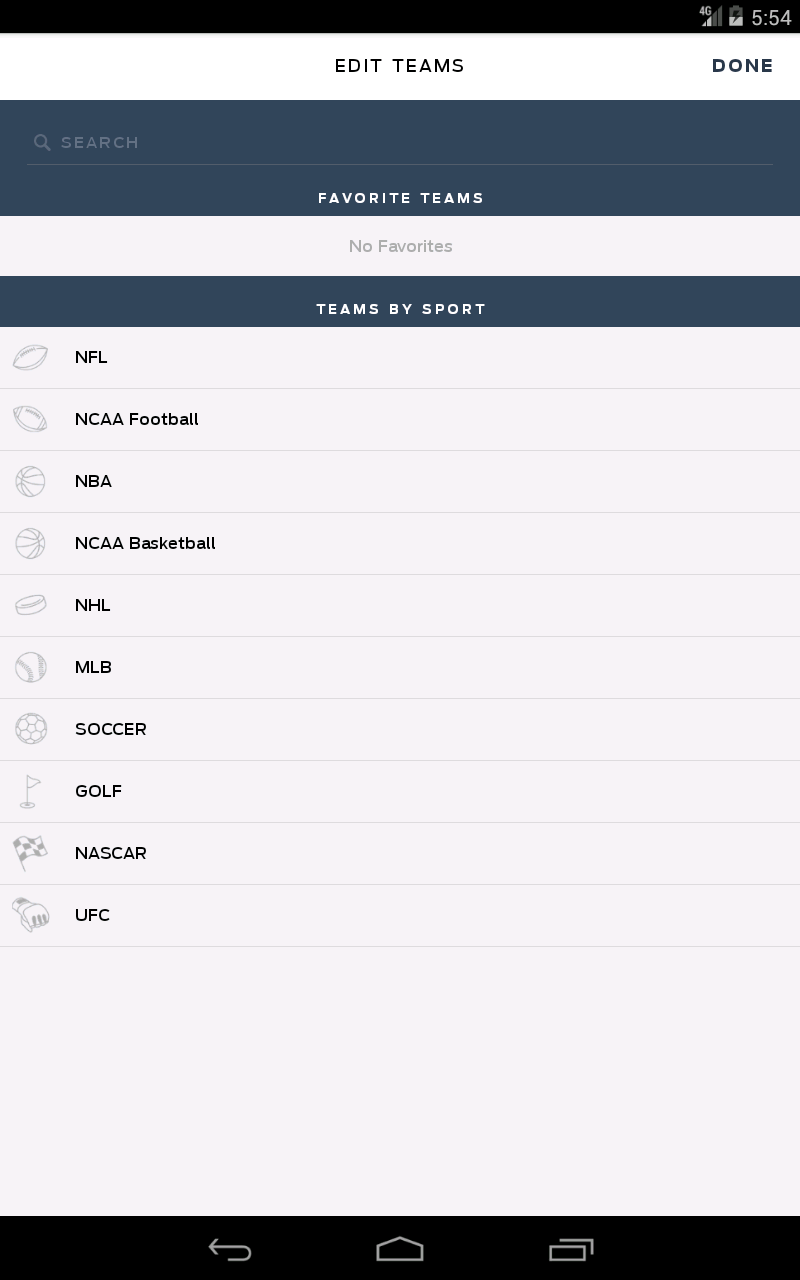 4G 5:54
EDIT TEAMS DONE
SEARCH
FAVORITE TEAMS
No Favorites
TEAMS BY SPORT
NFL
NCAA Football
NBA
NCAA Basketball
NHL
MLB
SOCCER
GOLF
NASCAR
UFC